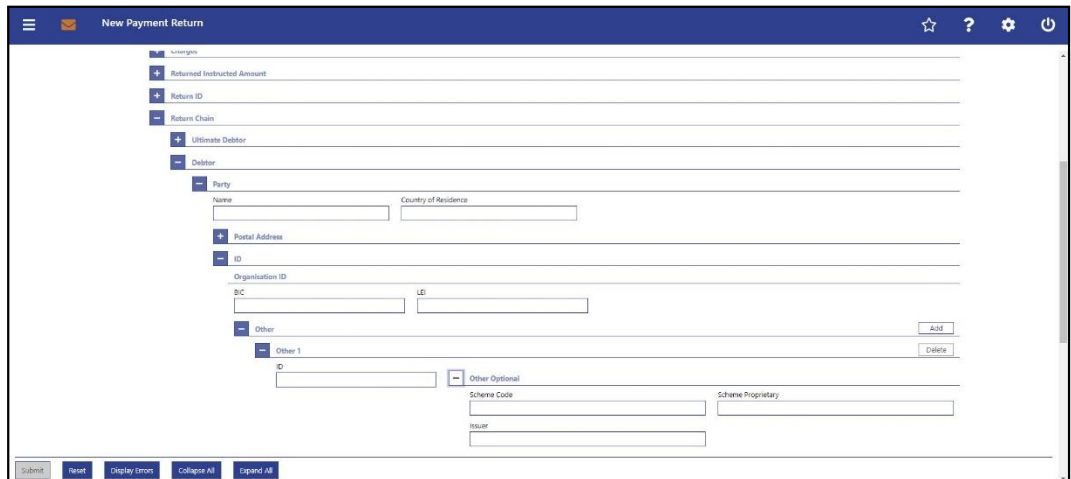 New Payment Return
?
Charges
Returned Instructed Amount
Return ID
Return Chain
Ultimate Debtor
Debtor
Party
Name Country of Residence
Postal Address
ID
Organisation ID
BIC LEI
Other Add
Other 1 Delete
ID Other Optional
Scheme Code Scheme Proprietary
Issuer
Submit Reset Display Errors Collapse All Expand All